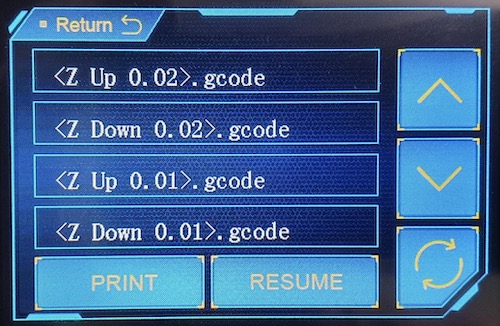 Return
<Z Up 0.02>.gcode
<Z Down 0.02>.gcode
<Z Up 0.01>.gcode
<Z Down 0.01>.gcode
PRINT
RESUME